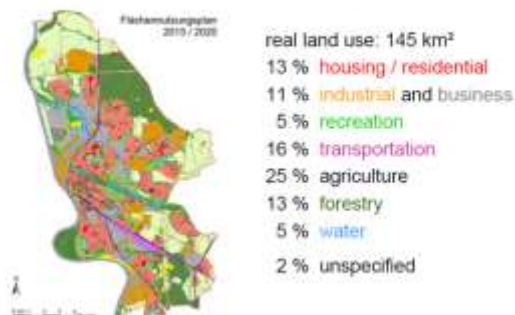 Flächennutzungsplan
2015 / 2020
real land use: 145 km²
13 % housing / residential
11 % industrial and business
5 % recreation
16 % transportation
25 % agriculture
13 % forestry
5 % water
2 % unspecified